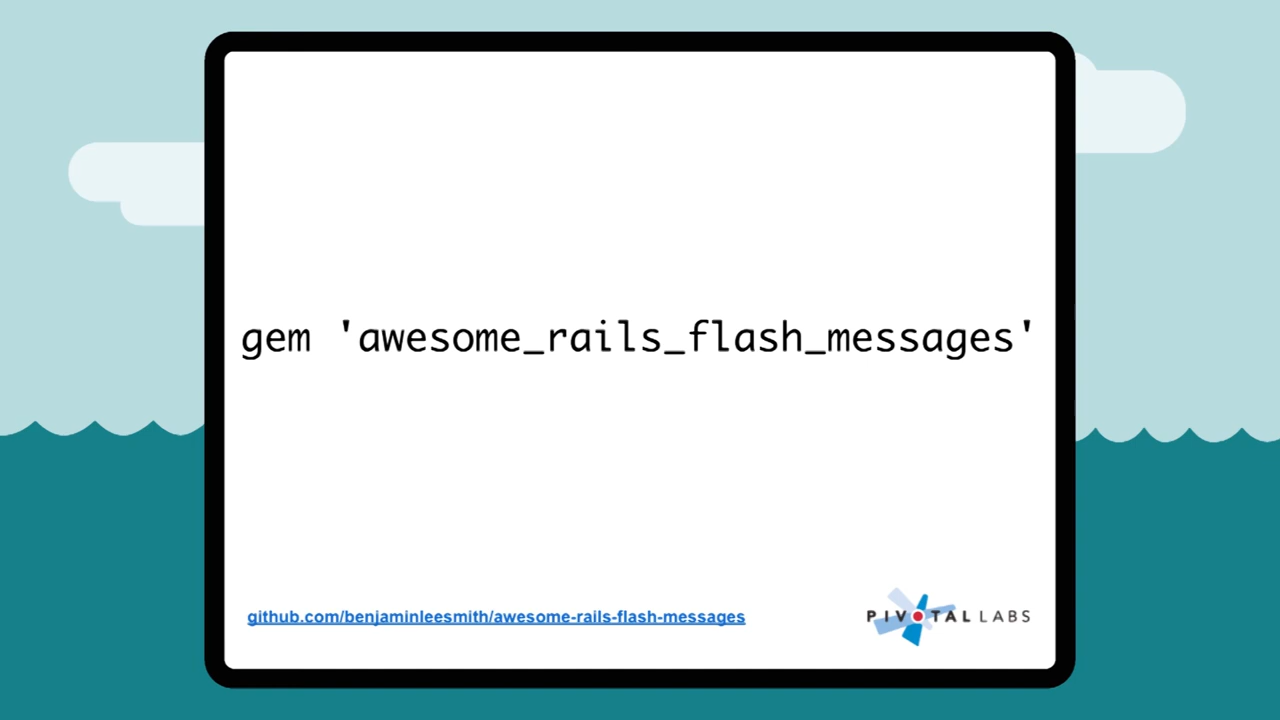 gem 'awesome_rails_flash_messages'
github.com/benjaminleesmith/awesome-rails-flash-messages
PIVOTAL LABS